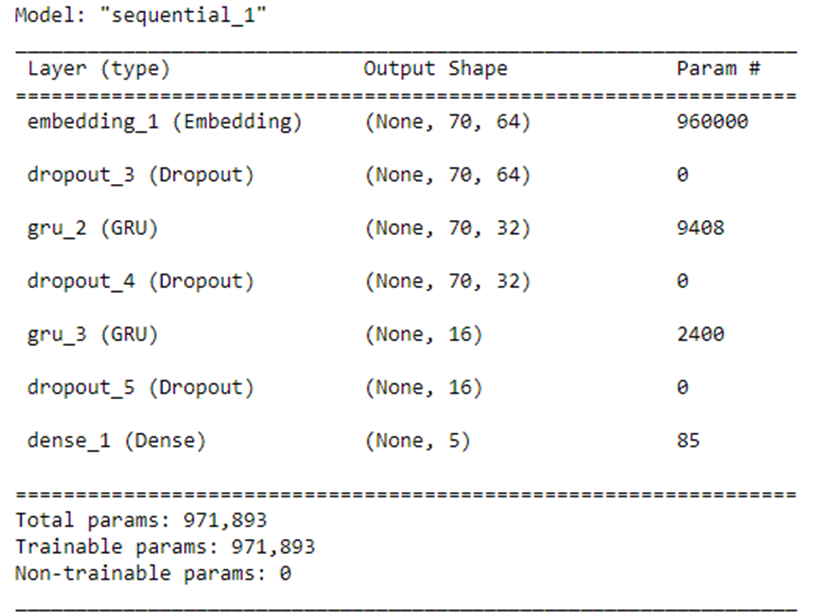 Model: "sequential_1"
Layer (type) Output Shape Param #
embedding_1 (Embedding) (None, 70, 64) 960000
dropout_3 (Dropout) (None, 70, 64) 0
gru_2 (GRU) (None, 70, 32) 9408
dropout_4 (Dropout) (None, 70, 32) 0
gru_3 (GRU) (None, 16) 2400
dropout_5 (Dropout) (None, 16) 0
dense_1 (Dense) (None, 5) 85
Total params: 971,893
Trainable params: 971,893
Non-trainable params: 0